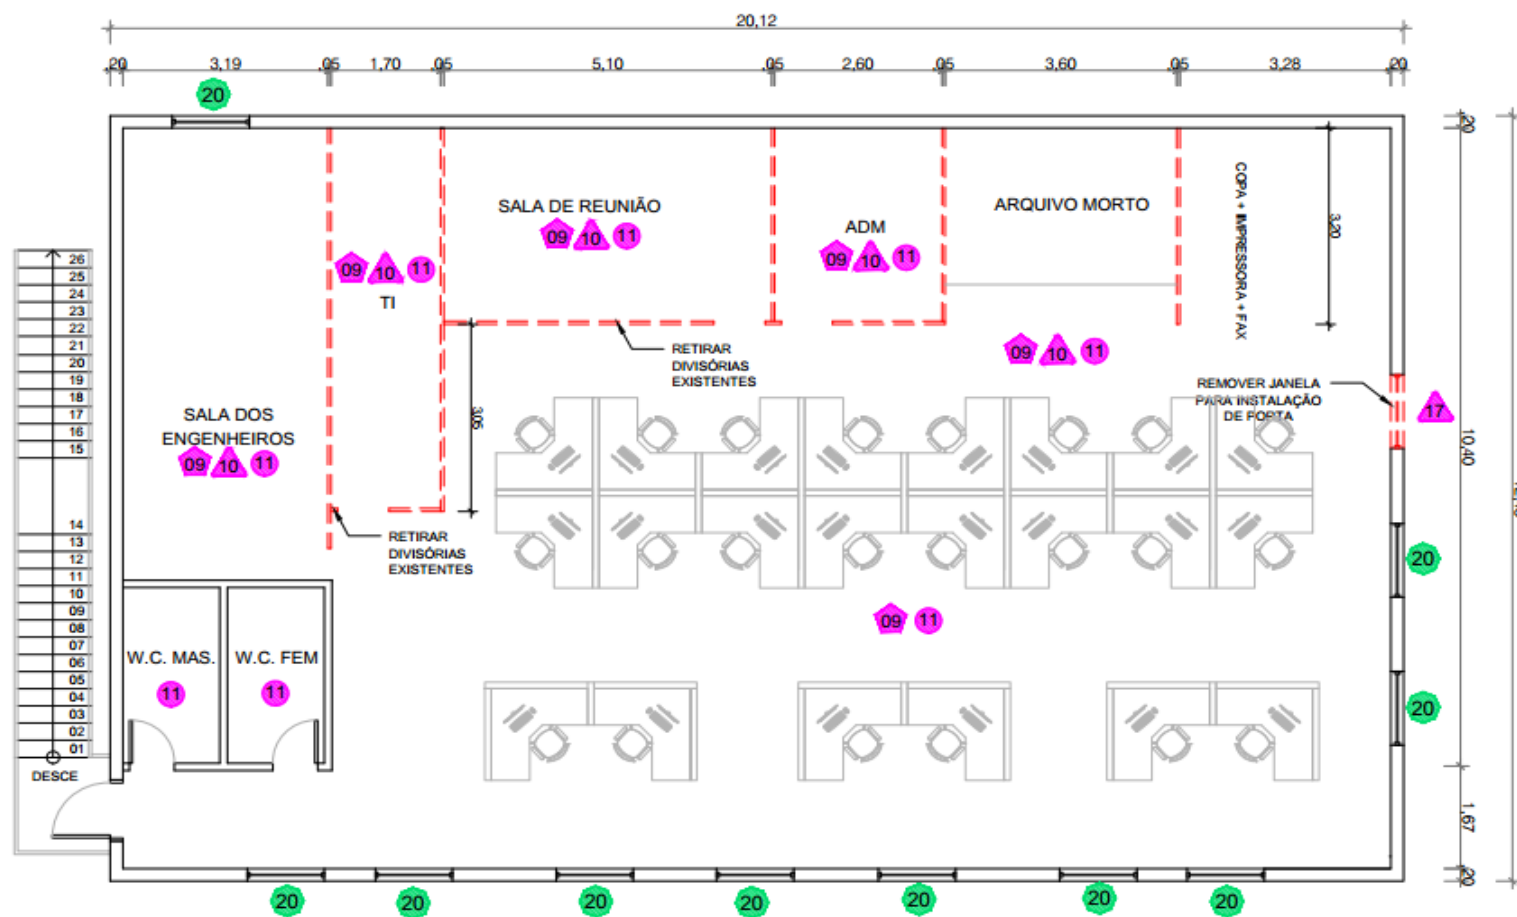 20,12
,20 3,19 ,05 1,70 ,05 5,10 ,05 2,60 ,05 3,60 ,05 3,28 ,20
20
,20
SALA DE REUNIÃO
09 10 11
ADM
09 10 11
ARQUIVO MORTO
COPA + IMPRESSORA + FAX
3,20
09 10 11
TI
RETIRAR
DIVISÓRIAS
EXISTENTES
09 10 11
REMOVER JANELA
PARA INSTALAÇÃO
DE PORTA
17
10,40
3,05
SALA DOS
ENGENHEIROS
09 10 11
RETIRAR
DIVISÓRIAS
EXISTENTES
26
25
24
23
22
21
20
19
18
17
16
15
14
13
12
11
10
09
08
07
06
05
04
03
02
01
DESCE
20
09 11
W.C. MAS.
11
W.C. FEM
11
20
1,67
,20
20 20 20 20 20 20 20